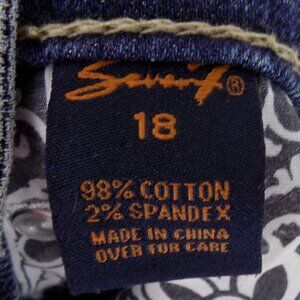 Seven7®
18
98% COTTON
2% SPANDEX
MADE IN CHINA
OVER FOR CARE